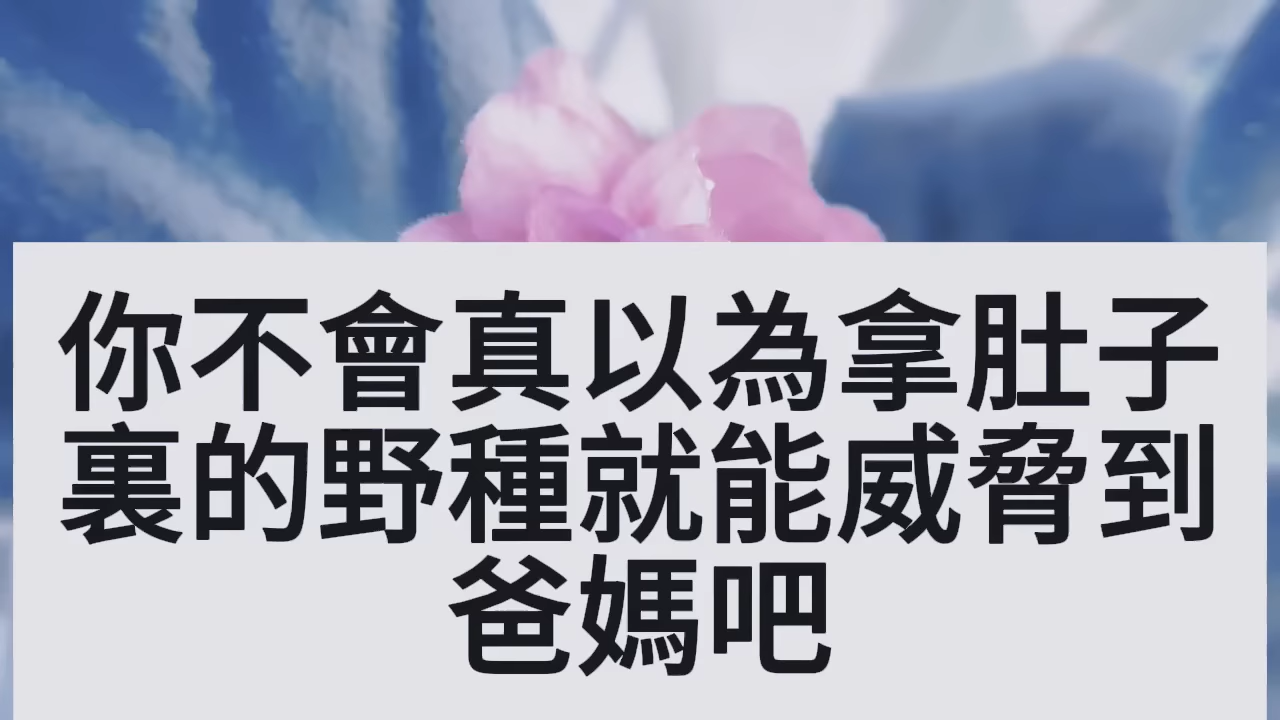 你不會真以為拿肚子
裏的野種就能威脅到
爸媽吧